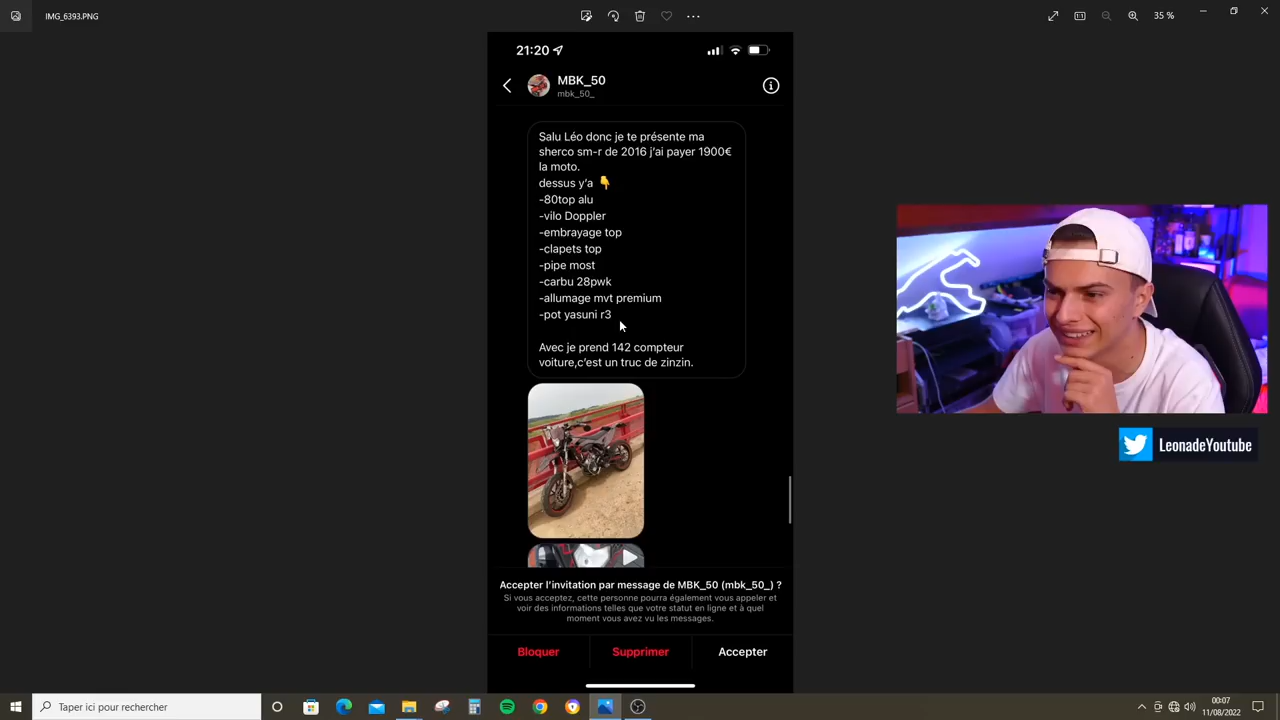 IMG_6393.PNG
35 %
21:20
MBK_50
mbk_50_
Salu Léo donc je te présente ma
sherco sm-r de 2016 j'ai payer 1900€
la moto.
dessus y'a 👇
-80top alu
-vilo Doppler
-embrayage top
-clapets top
-pipe most
-carbu 28pwk
-allumage mvt premium
-pot yasuni r3
Avec je prend 142 compteur
voiture,c'est un truc de zinzin.
LeonadeYoutube
Accepter l'invitation par message de MBK_50 (mbk_50_) ?
Si vous acceptez, cette personne pourra également vous appeler et
voir des informations telles que votre statut en ligne et à quel
moment vous avez vu les messages.
Bloquer
Supprimer
Accepter
Taper ici pour rechercher
00:07
11/08/2022